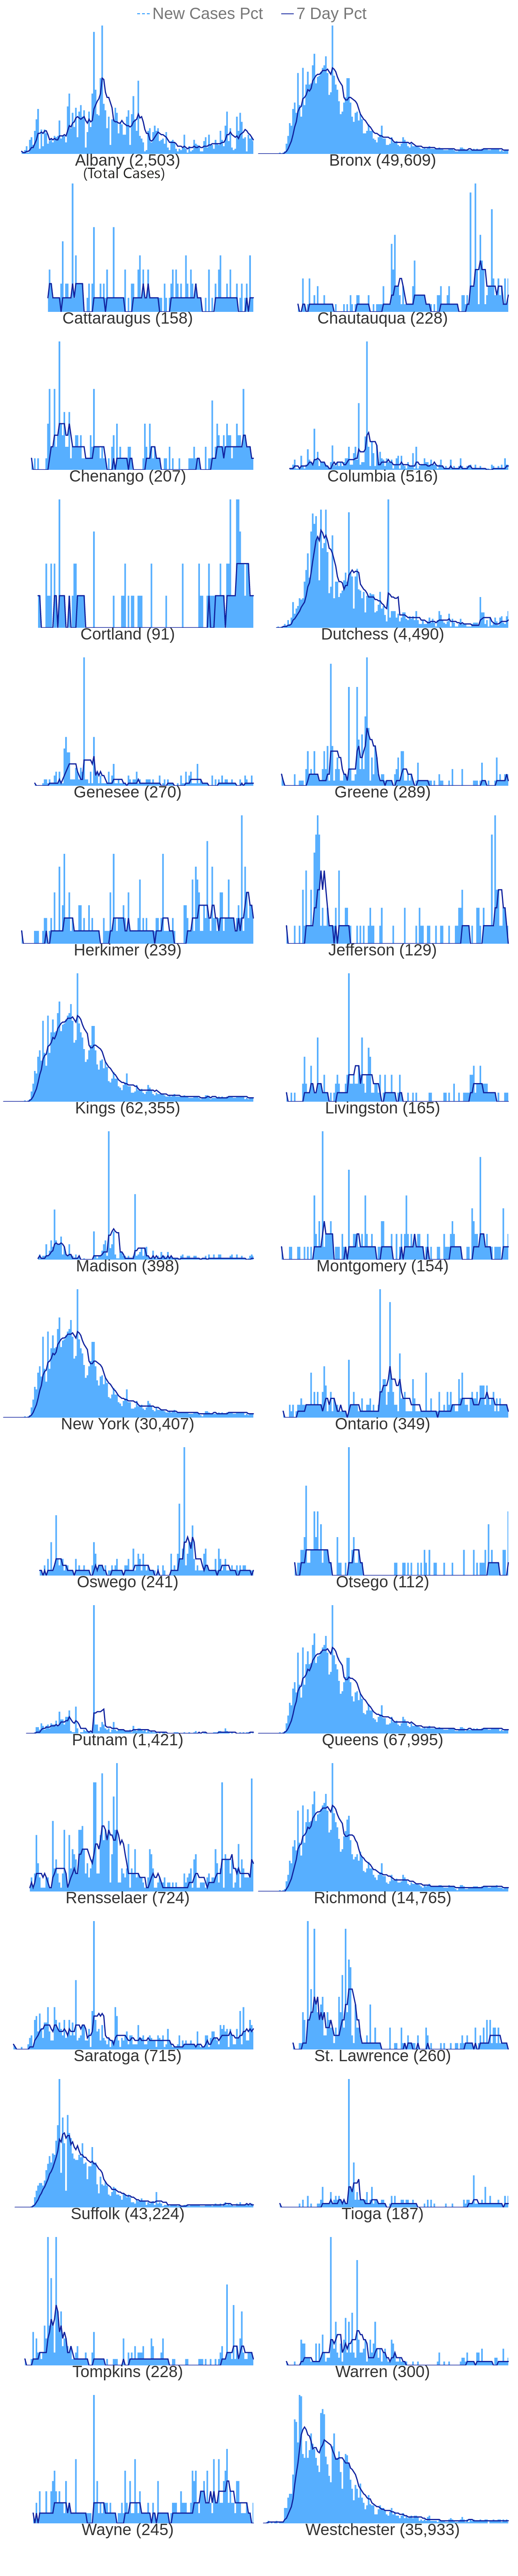 New Cases Pct 7 Day Pct
Albany (2,503) Bronx (49,609)
(Total Cases)
Cattaraugus (158) Chautauqua (228)
Chenango (207) Columbia (516)
Cortland (91) Dutchess (4,490)
Genesee (270) Greene (289)
Herkimer (239) Jefferson (129)
Kings (62,355) Livingston (165)
Madison (398) Montgomery (154)
New York (30,407) Ontario (349)
Oswego (241) Otsego (112)
Putnam (1,421) Queens (67,995)
Rensselaer (724) Richmond (14,765)
Saratoga (715) St. Lawrence (260)
Suffolk (43,224) Tioga (187)
Tompkins (228) Warren (300)
Wayne (245) Westchester (35,933)